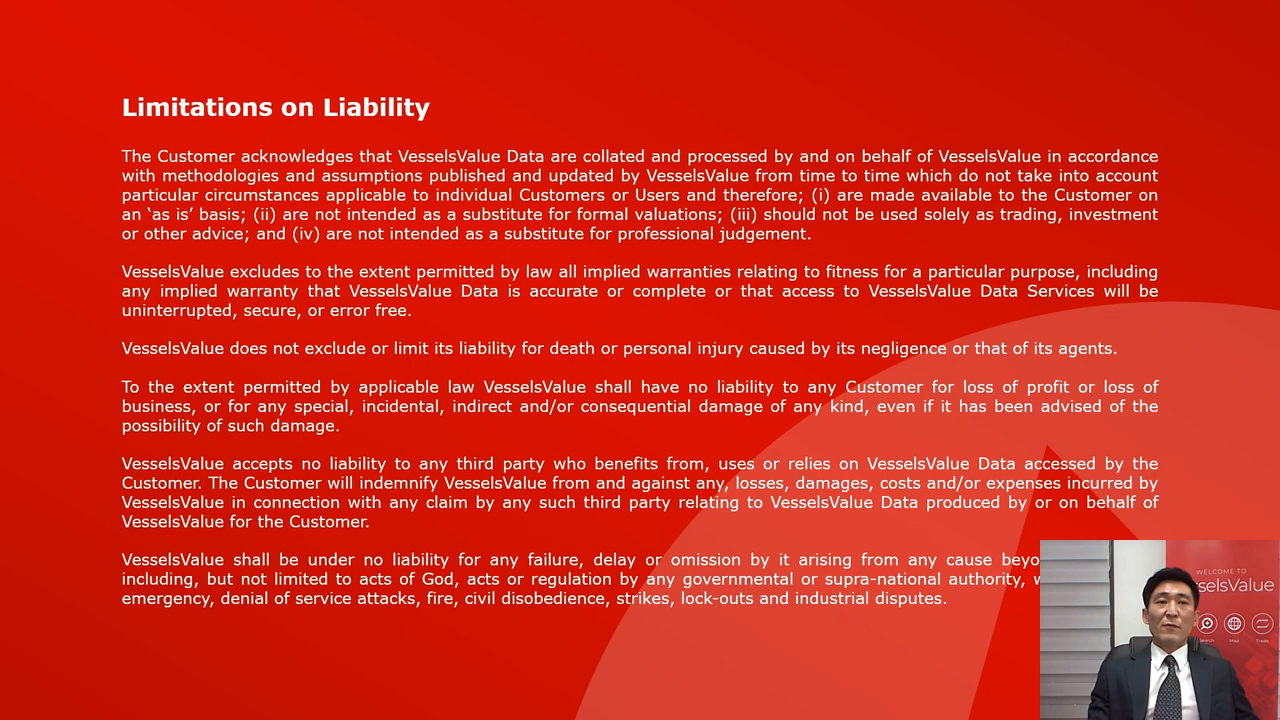 Limitations on Liability
The Customer acknowledges that VesselsValue Data are collated and processed by and on behalf of VesselsValue in accordance
with methodologies and assumptions published and updated by VesselsValue from time to time which do not take into account
particular circumstances applicable to individual Customers or Users and therefore; (i) are made available to the Customer on
an ‘as is’ basis; (ii) are not intended as a substitute for formal valuations; (iii) should not be used solely as trading, investment
or other advice; and (iv) are not intended as a substitute for professional judgement.
VesselsValue excludes to the extent permitted by law all implied warranties relating to fitness for a particular purpose, including
any implied warranty that VesselsValue Data is accurate or complete or that access to VesselsValue Data Services will be
uninterrupted, secure, or error free.
VesselsValue does not exclude or limit its liability for death or personal injury caused by its negligence or that of its agents.
To the extent permitted by applicable law VesselsValue shall have no liability to any Customer for loss of profit or loss of
business, or for any special, incidental, indirect and/or consequential damage of any kind, even if it has been advised of the
possibility of such damage.
VesselsValue accepts no liability to any third party who benefits from, uses or relies on VesselsValue Data accessed by the
Customer. The Customer will indemnify VesselsValue from and against any, losses, damages, costs and/or expenses incurred by
VesselsValue in connection with any claim by any such third party relating to VesselsValue Data produced by or on behalf of
VesselsValue for the Customer.
VesselsValue shall be under no liability for any failure, delay or omission by it arising from any cause beyo
including, but not limited to acts of God, acts or regulation by any governmental or supra-national authority,
emergency, denial of service attacks, fire, civil disobedience, strikes, lock-outs and industrial disputes.
WELCOME TO
selsValue
Search Map Trade